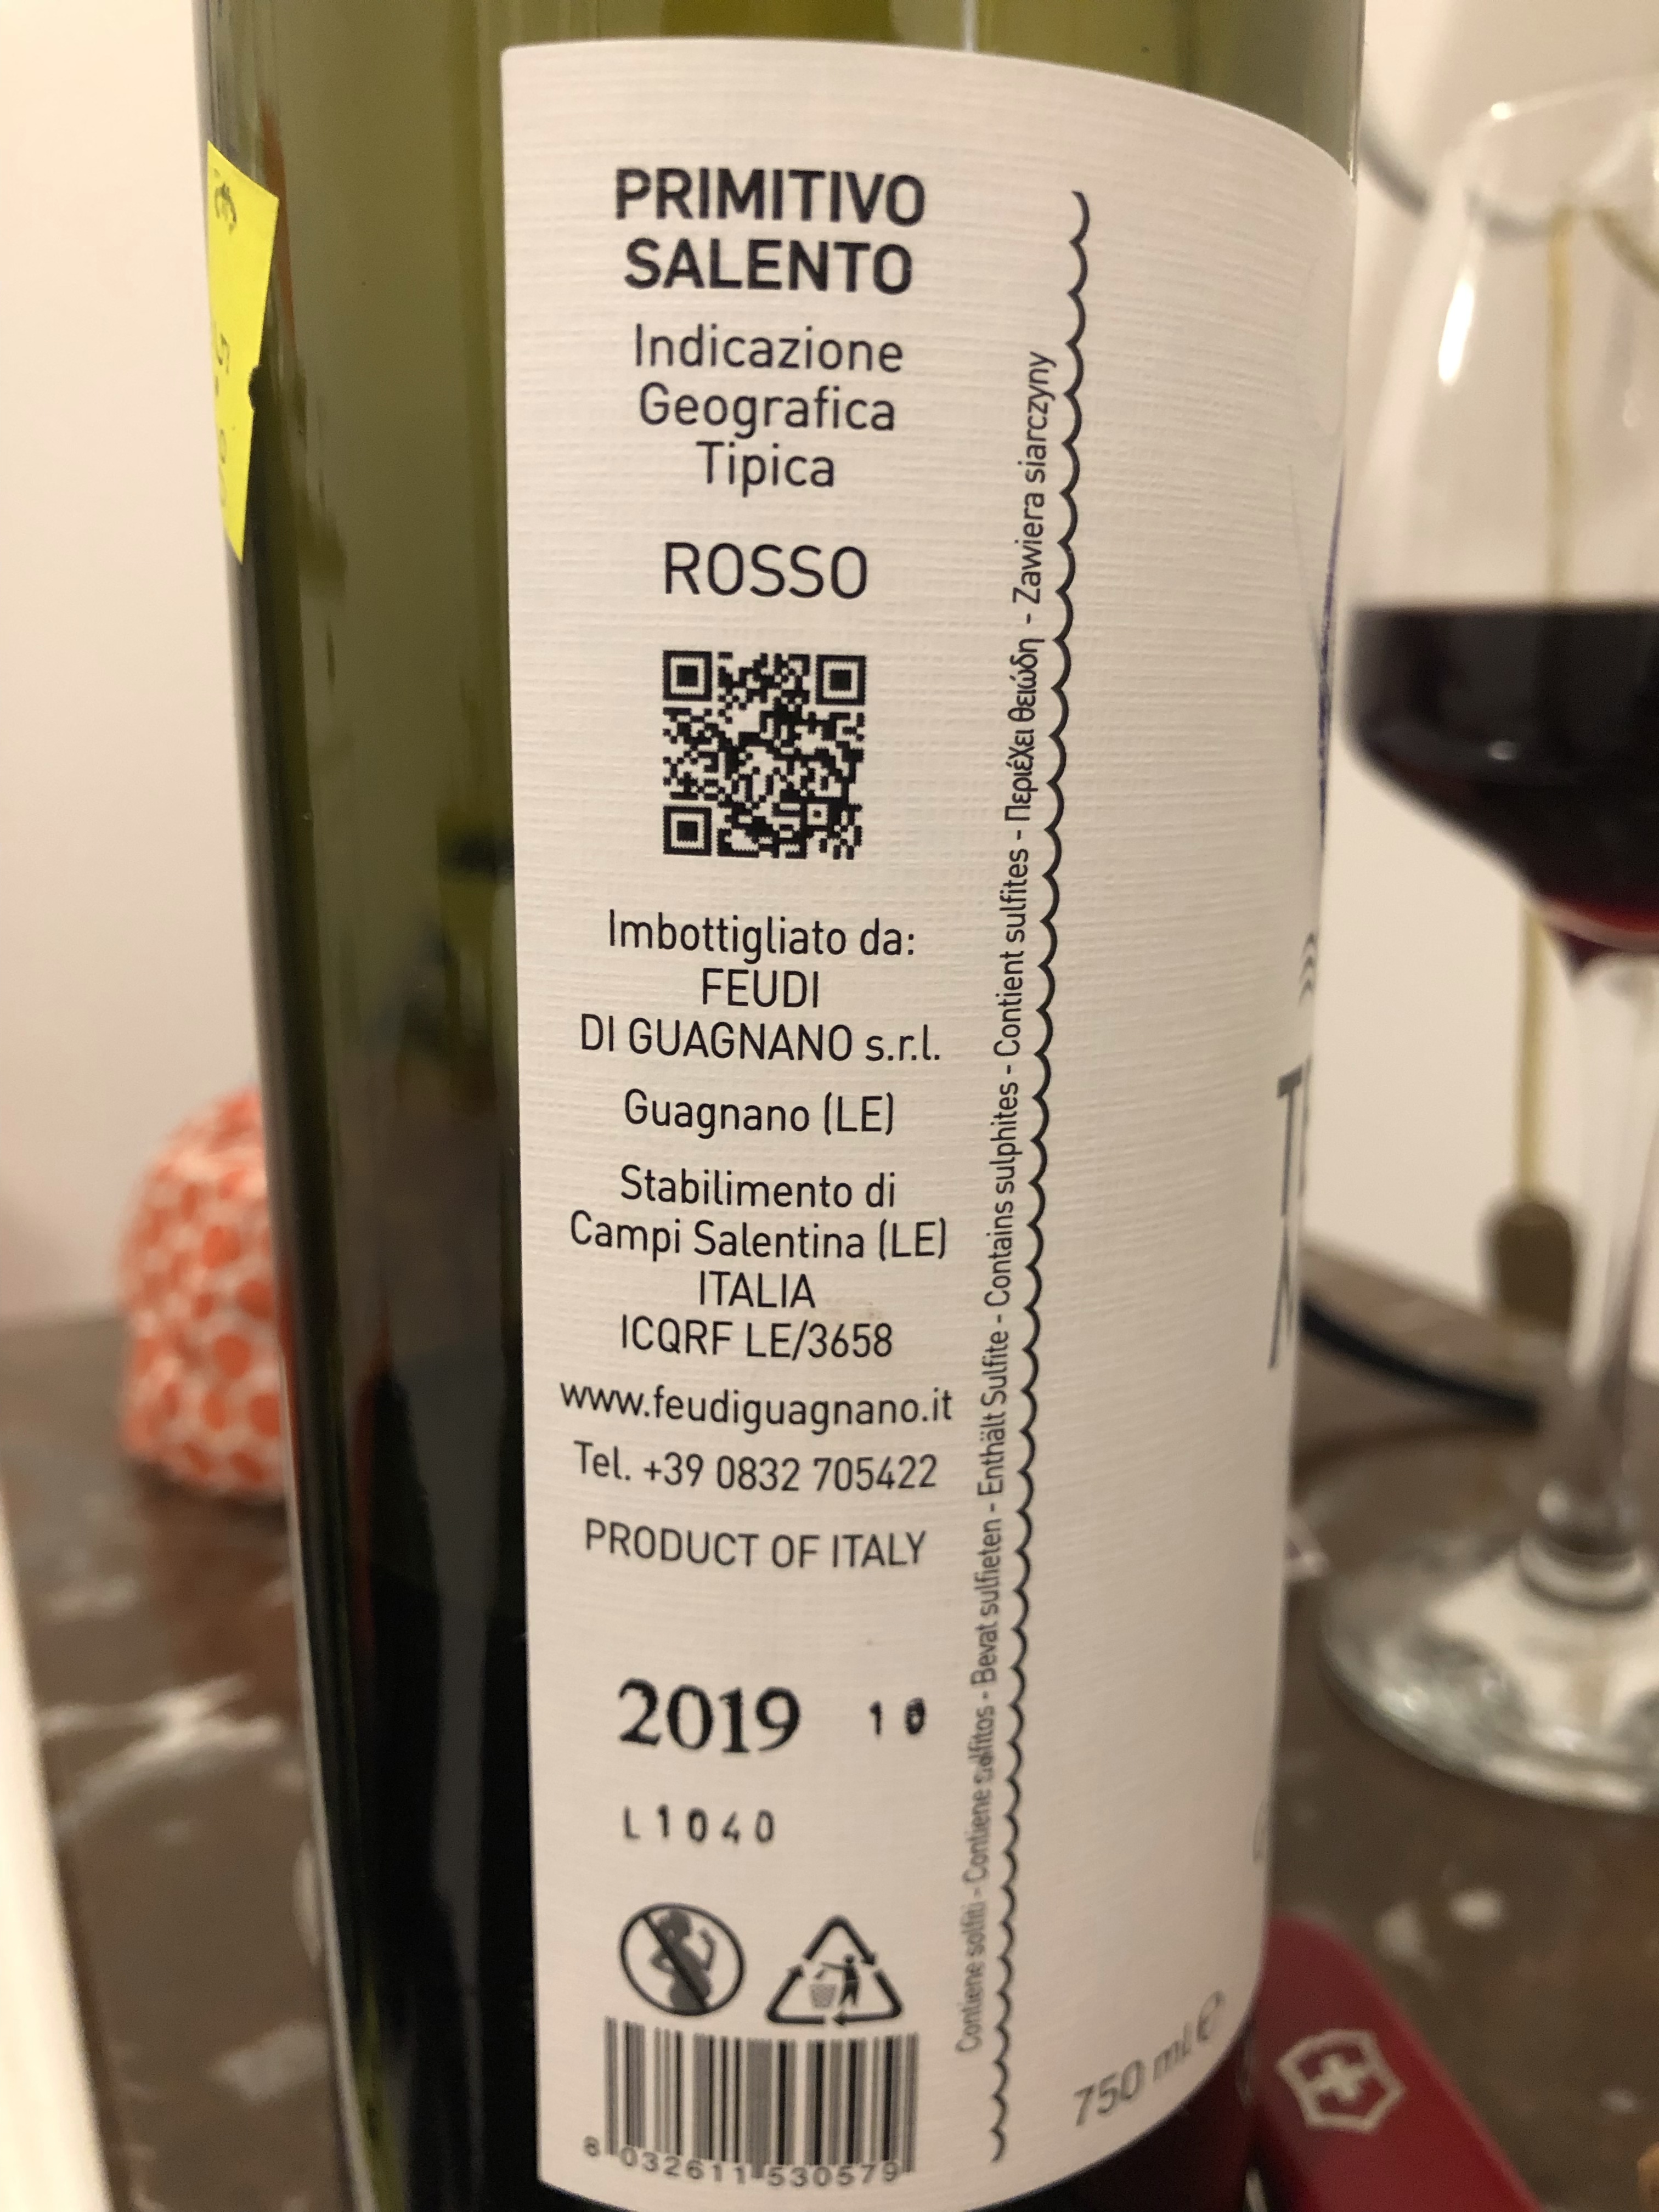 PRIMITIVO
SALENTO
Indicazione
Geografica
Tipica
ROSSO
Imbottigliato da:
FEUDI
DI GUAGNANO s.r.l.
Guagnano (LE)
Stabilimento di
Campi Salentina (LE)
ITALIA
ICQRF LE/3658
www.feudiguagnano.it
Tel. +39 0832 705422
PRODUCT OF ITALY
2019
L1040
8 032611 530579
Contiene solfiti - Contiene sulfitos - Bevat sulfieten - Enthält Sulfite - Contains sulphites - Contient sulfites - Περιέχει θειώδη - Zawiera siarczyny
750 ml e